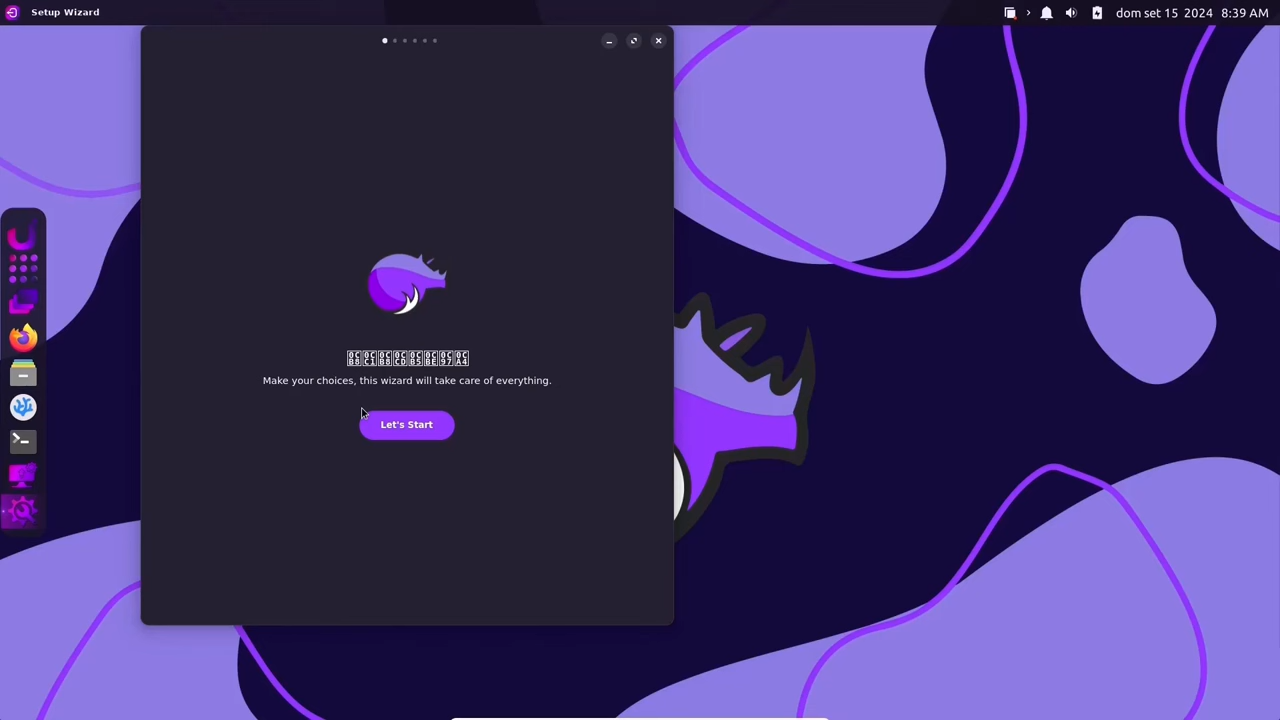 Setup Wizard
dom set 15 2024 8:39 AM
Make your choices, this wizard will take care of everything.
Let's Start